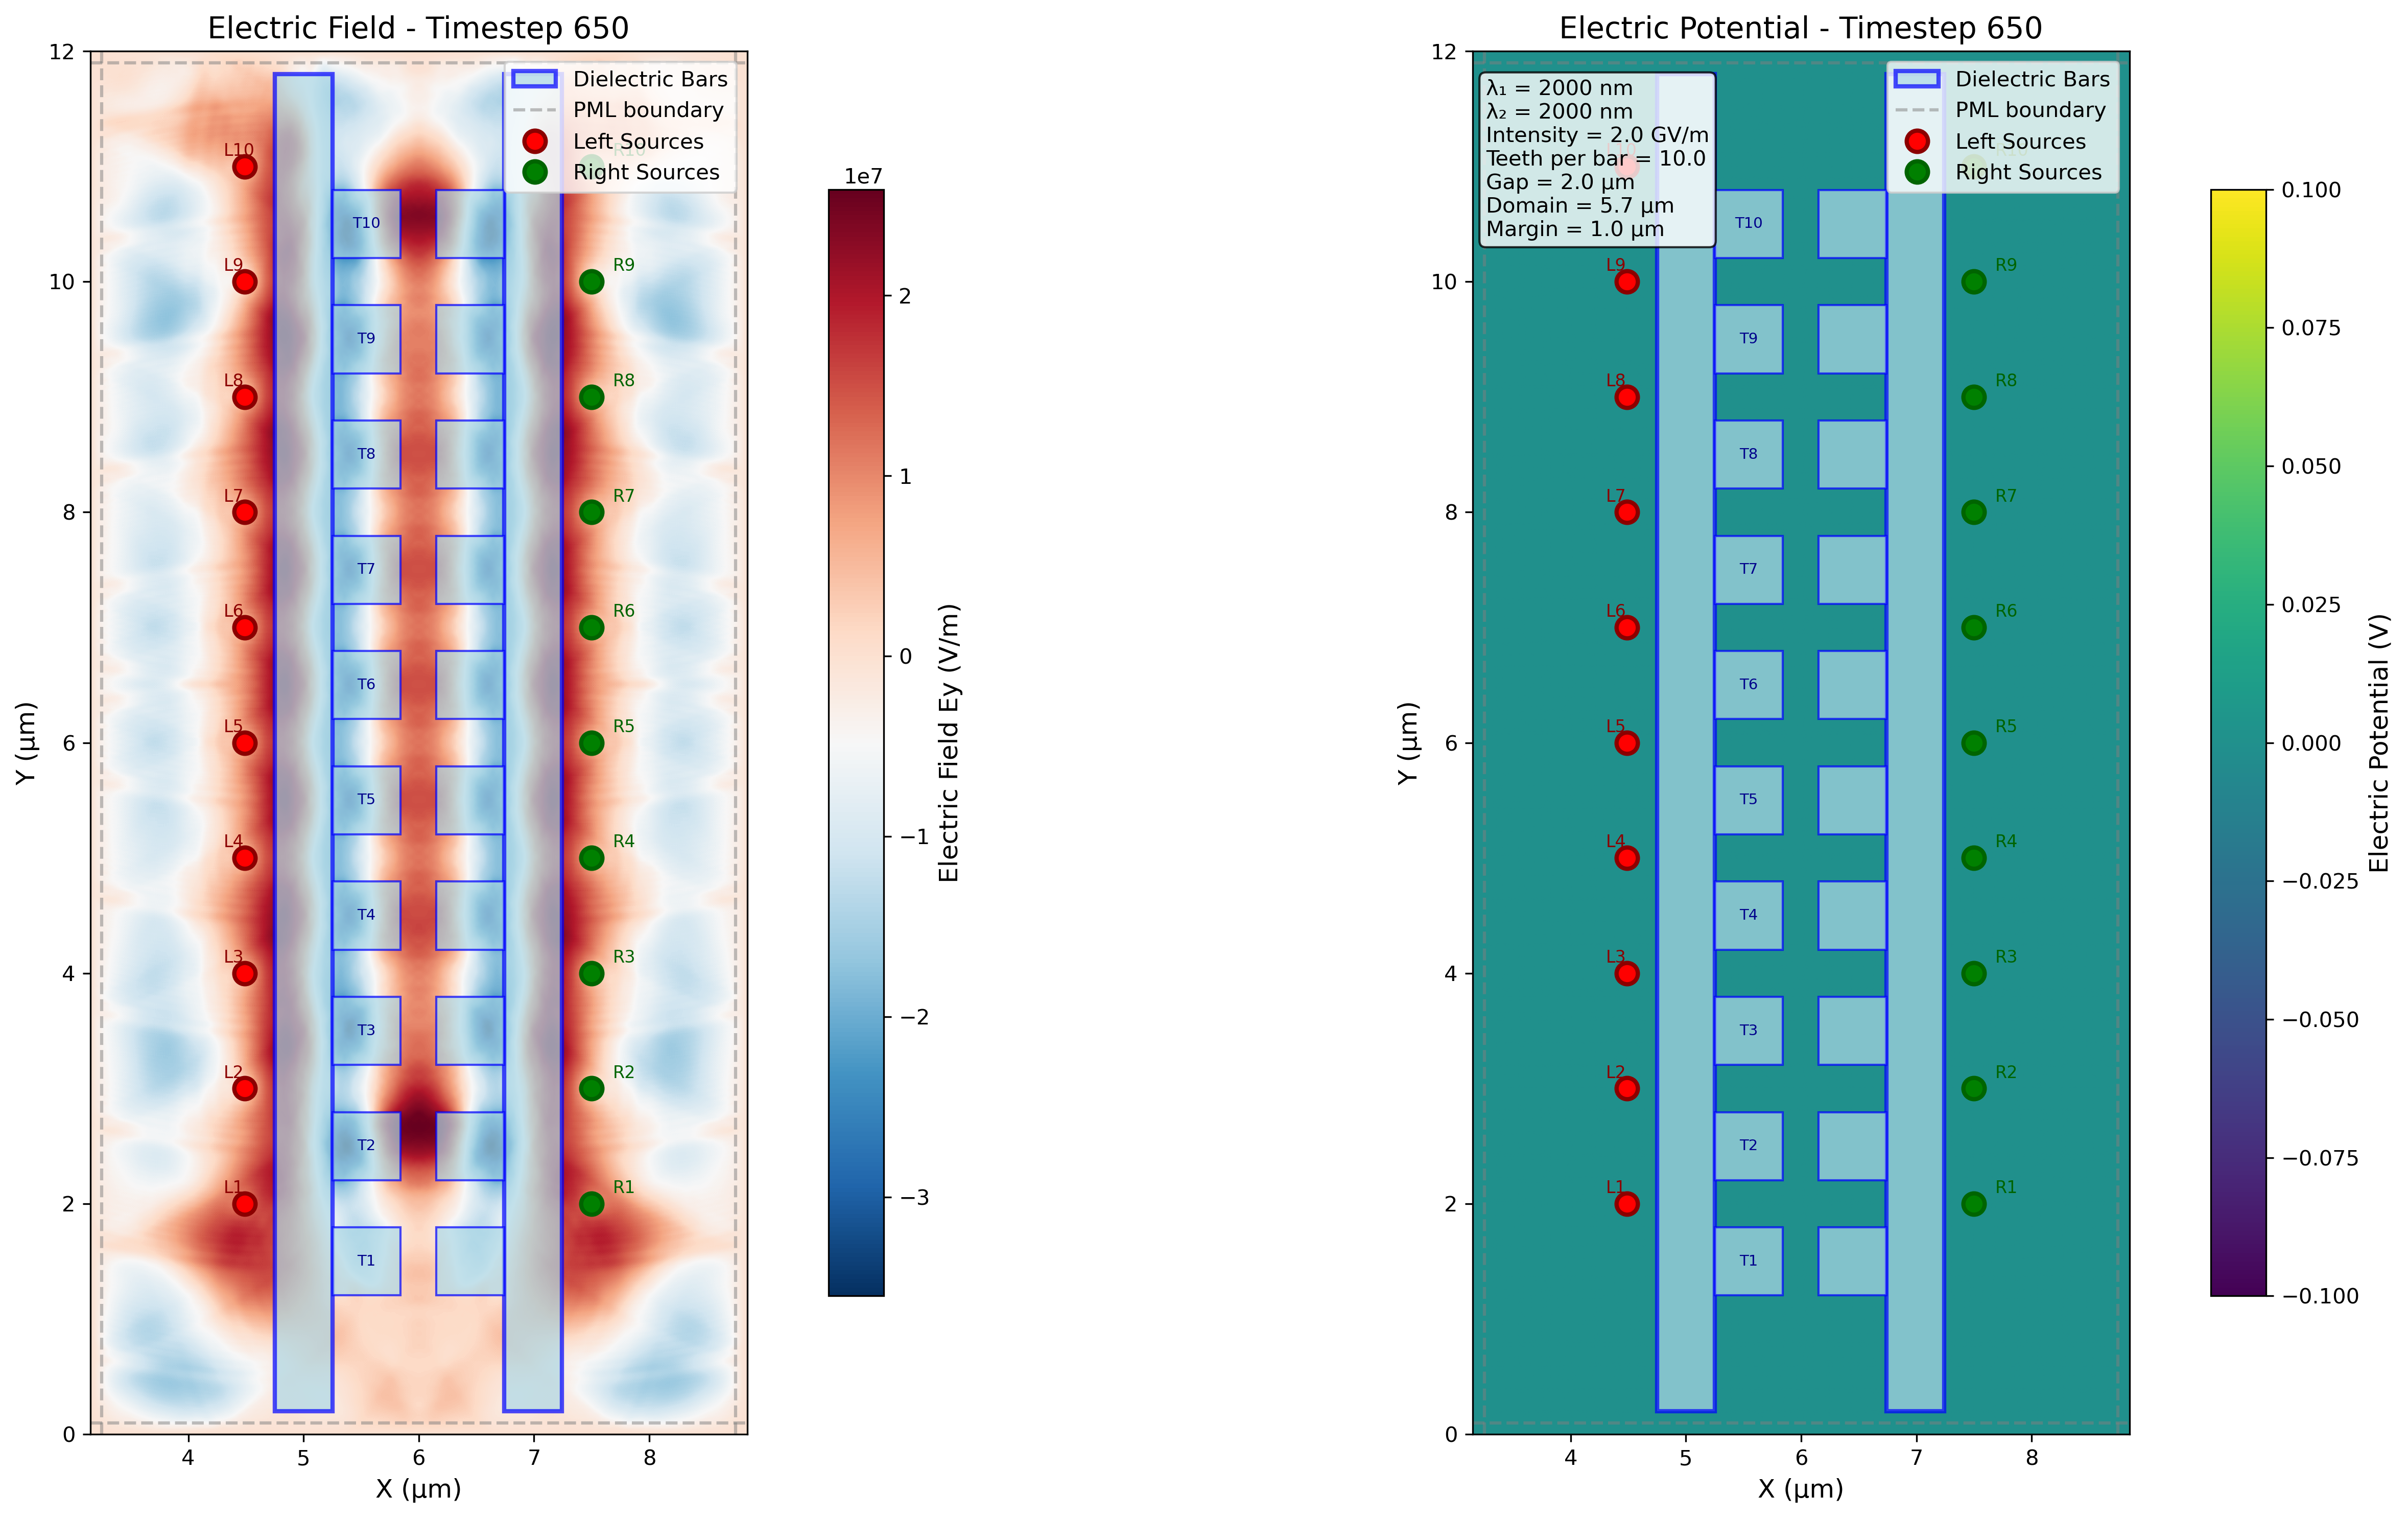 Electric Field - Timestep 650
12
10
8
6
4
2
0
Y (μm)
4
5
6
7
8
X (μm)
Dielectric Bars
PML boundary
Left Sources
Right Sources
L10
L9
L8
L7
L6
L5
L4
L3
L2
L1
T10
T9
T8
T7
T6
T5
T4
T3
T2
T1
R10
R9
R8
R7
R6
R5
R4
R3
R2
R1
1e7
2
1
0
−1
−2
−3
Electric Field Ey (V/m)
Electric Potential - Timestep 650
12
10
8
6
4
2
0
Y (μm)
4
5
6
7
8
X (μm)
λ₁ = 2000 nm
λ₂ = 2000 nm
Intensity = 2.0 GV/m
Teeth per bar = 10.0
Gap = 2.0 μm
Domain = 5.7 μm
Margin = 1.0 μm
Dielectric Bars
PML boundary
Left Sources
Right Sources
L9
L8
L7
L6
L5
L4
L3
L2
L1
T10
T9
T8
T7
T6
T5
T4
T3
T2
T1
R9
R8
R7
R6
R5
R4
R3
R2
R1
0.100
0.075
0.050
0.025
0.000
−0.025
−0.050
−0.075
−0.100
Electric Potential (V)